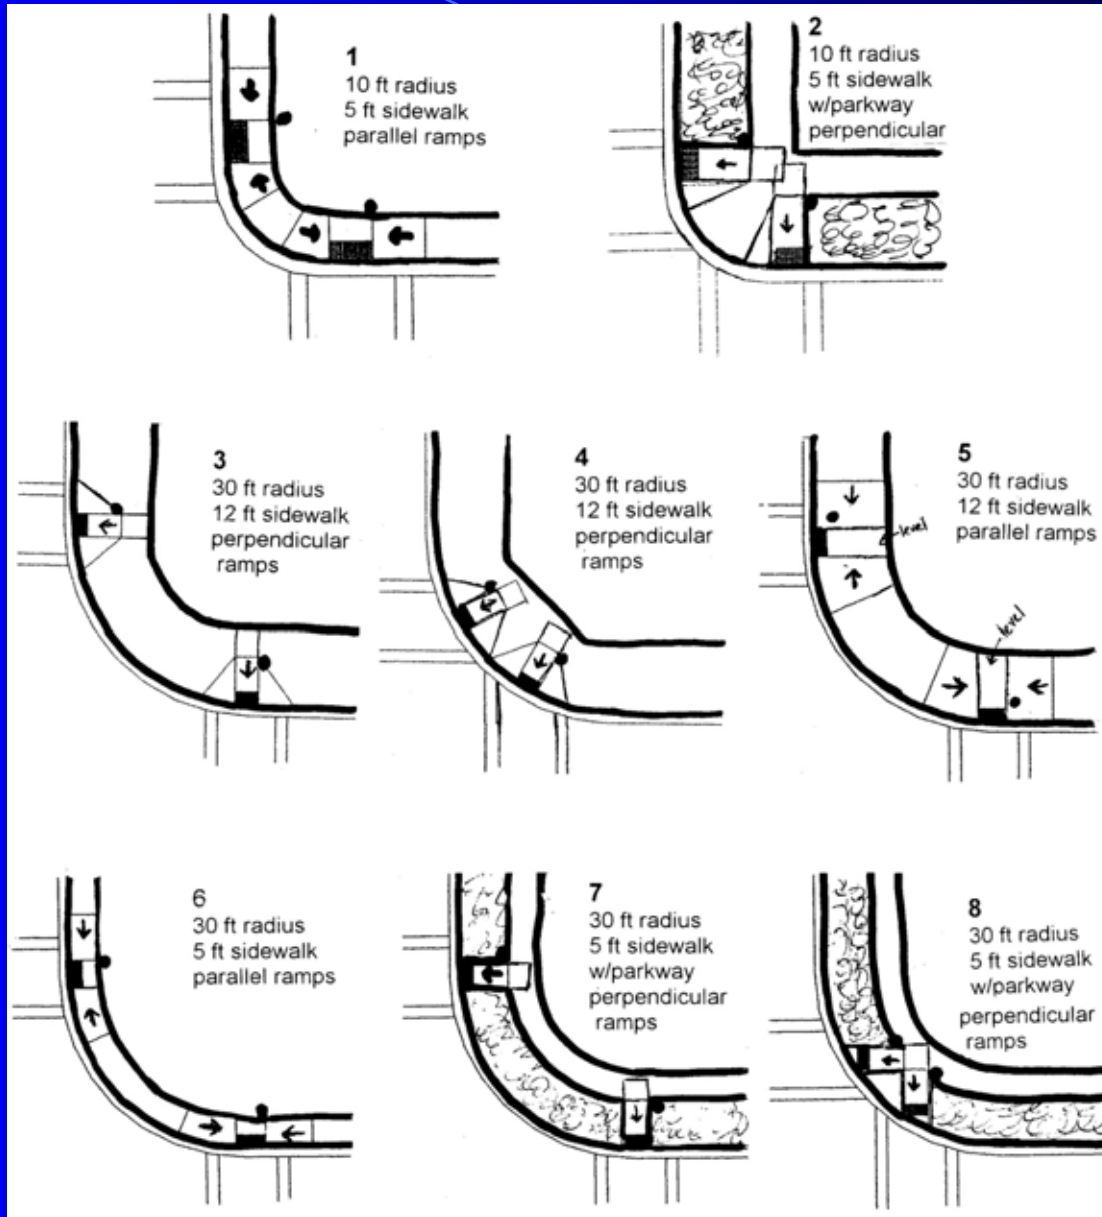 1
10 ft radius
5 ft sidewalk
parallel ramps
2
10 ft radius
5 ft sidewalk
w/parkway
perpendicular
3
30 ft radius
12 ft sidewalk
perpendicular
ramps
4
30 ft radius
12 ft sidewalk
perpendicular
ramps
5
30 ft radius
12 ft sidewalk
parallel ramps
level
level
6
30 ft radius
5 ft sidewalk
parallel ramps
7
30 ft radius
5 ft sidewalk
w/parkway
perpendicular
ramps
8
30 ft radius
5 ft sidewalk
w/parkway
perpendicular
ramps